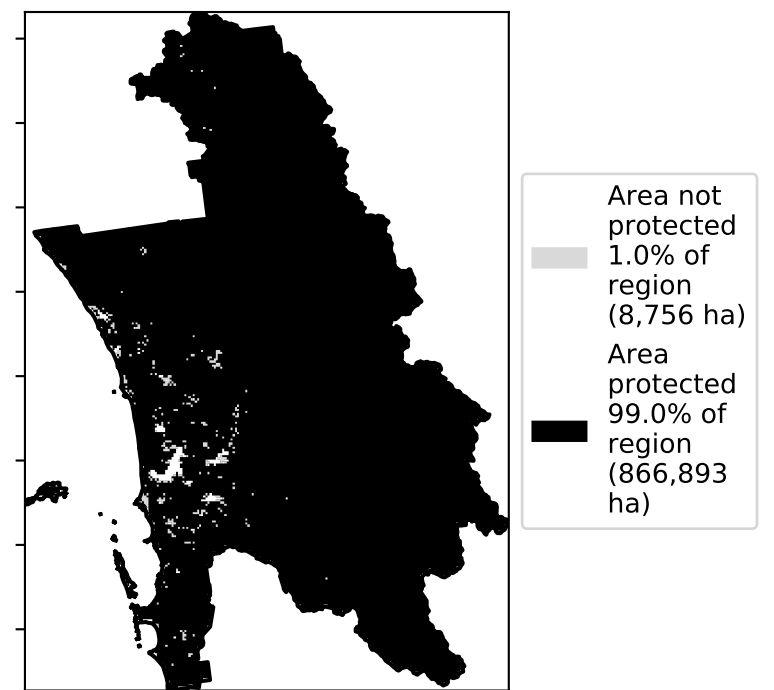 Area not
protected
1.0% of
region
(8,756 ha)
Area
protected
99.0% of
region
(866,893
ha)